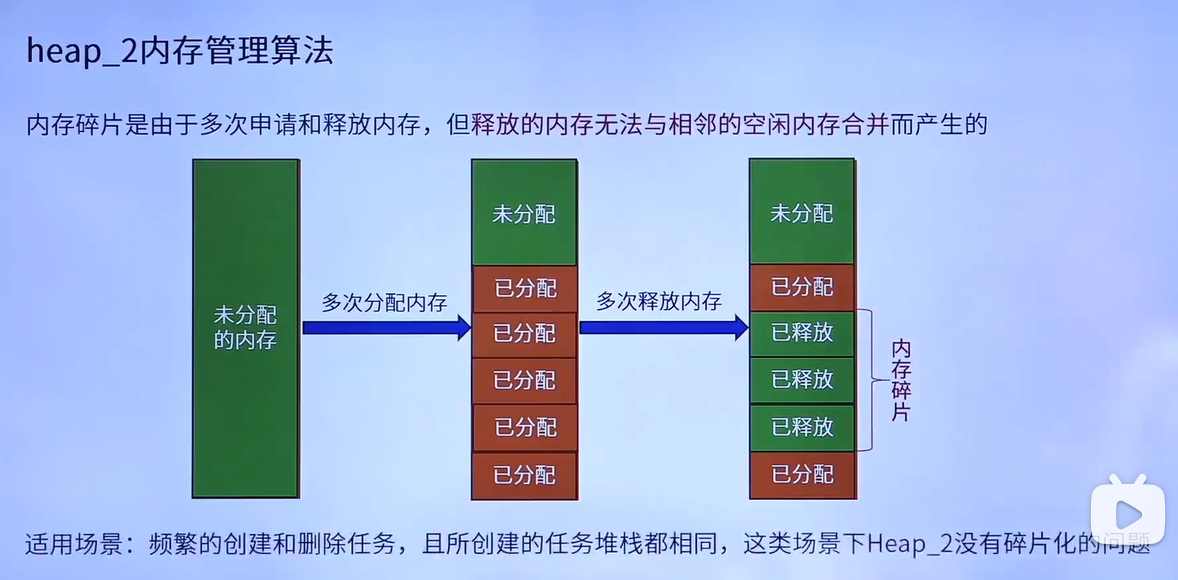 heap_2内存管理算法
内存碎片是由于多次申请和释放内存，但释放的内存无法与相邻的空闲内存合并而产生的
未分配
的内存
多次分配内存
未分配
已分配
已分配
已分配
已分配
已分配
多次释放内存
未分配
已分配
已释放
已释放
已释放
已分配
内存碎片
适用场景：频繁的创建和删除任务，且所创建的任务堆栈都相同，这类场景下Heap_2没有碎片化的问题